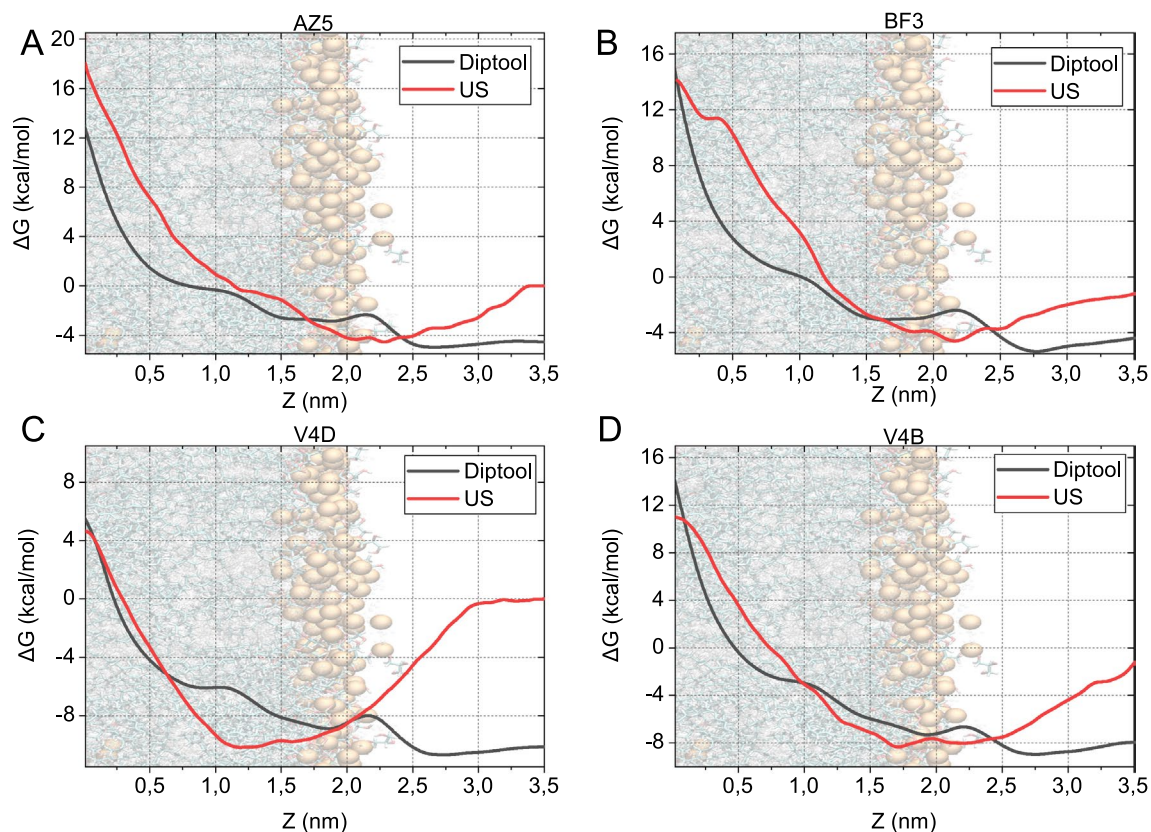 A
AZ5
20
16
12
8
4
0
-4
ΔG (kcal/mol)
Diptool
US
0,5
1,0
1,5
2,0
2,5
3,0
3,5
Z (nm)
B
BF3
16
12
8
4
0
-4
ΔG (kcal/mol)
Diptool
US
0,5
1,0
1,5
2,0
2,5
3,0
3,5
Z (nm)
C
V4D
8
4
0
-4
-8
ΔG (kcal/mol)
Diptool
US
0,5
1,0
1,5
2,0
2,5
3,0
3,5
Z (nm)
D
V4B
16
12
8
4
0
-4
-8
ΔG (kcal/mol)
Diptool
US
0,5
1,0
1,5
2,0
2,5
3,0
3,5
Z (nm)